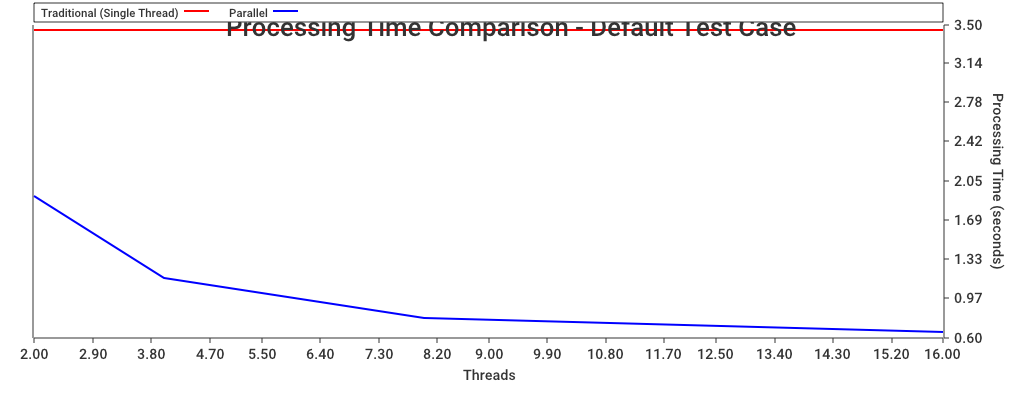 Traditional (Single Thread) Parallel
Processing Time Comparison - Default Test Case
3.50
3.14
2.78
2.42
2.05
1.69
1.33
0.97
0.60
Processing Time (seconds)
2.00 2.90 3.80 4.70 5.50 6.40 7.30 8.20 9.00 9.90 10.80 11.70 12.50 13.40 14.30 15.20 16.00
Threads